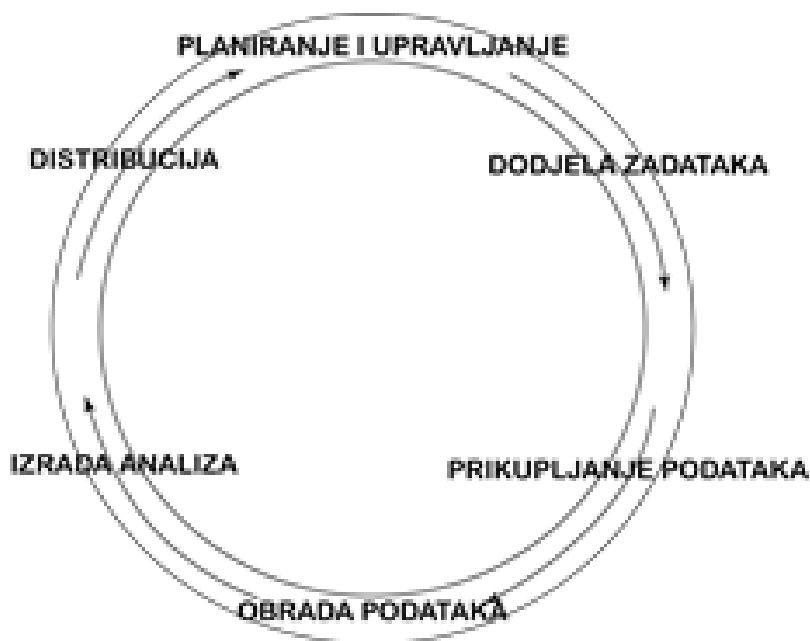 PLANIRANJE I UPRAVLJANJE
DISTRIBUCIJA
DODJELA ZADATAKA
IZRADA ANALIZA
PRIKUPLJANJE PODATAKA
OBRADA PODATAKA